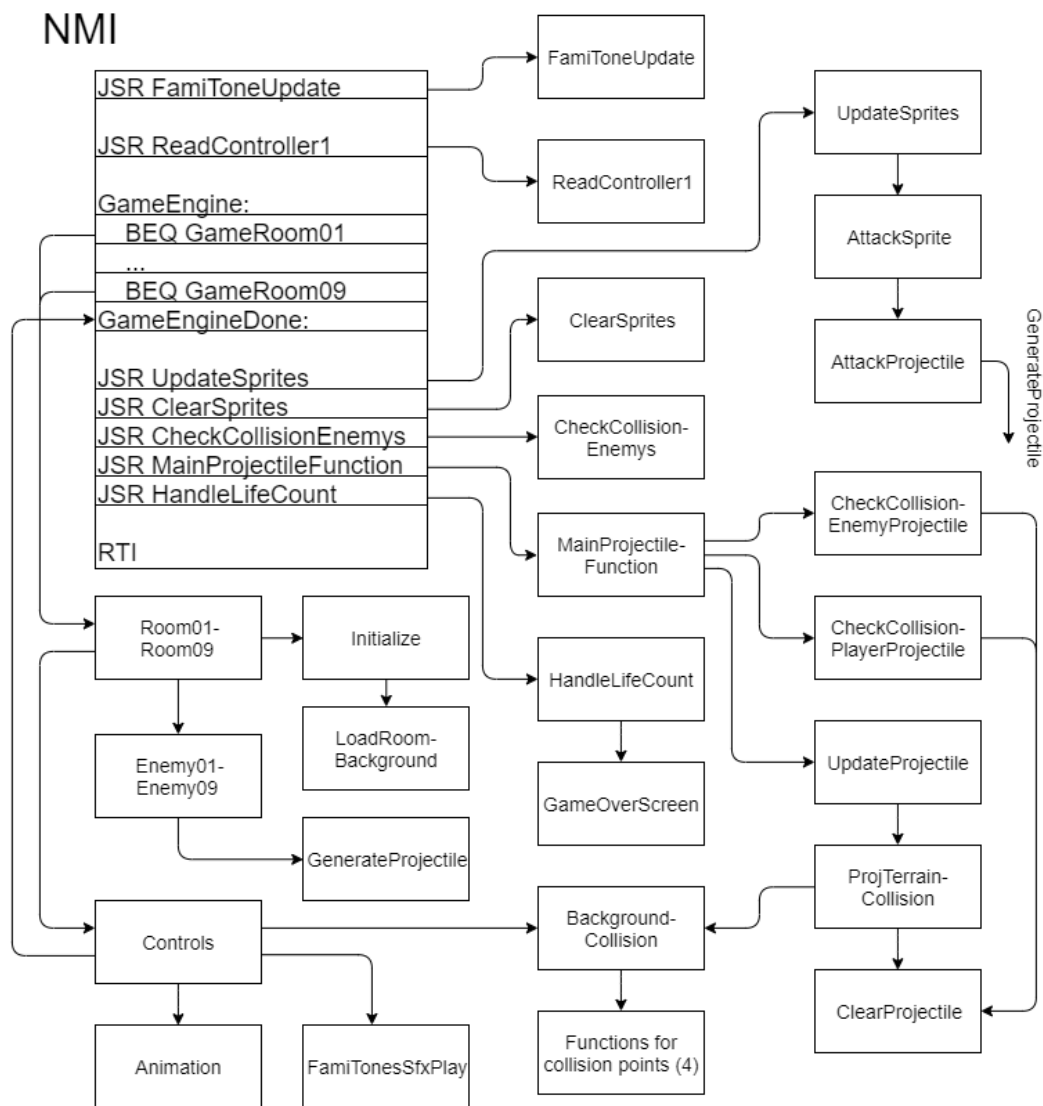 NMI
JSR FamiToneUpdate
JSR ReadController1
GameEngine:
BEQ GameRoom01
...
BEQ GameRoom09
GameEngineDone:
JSR UpdateSprites
JSR ClearSprites
JSR CheckCollisionEnemys
JSR MainProjectileFunction
JSR HandleLifeCount
RTI
FamiToneUpdate
ReadController1
ClearSprites
CheckCollision-
Enemys
MainProjectile-
Function
HandleLifeCount
GameOverScreen
UpdateSprites
AttackSprite
AttackProjectile
GenerateProjectile
CheckCollision-
EnemyProjectile
CheckCollision-
PlayerProjectile
UpdateProjectile
ProjTerrain-
Collision
ClearProjectile
Room01-
Room09
Initialize
LoadRoom-
Background
Enemy01-
Enemy09
GenerateProjectile
Controls
Background-
Collision
Animation
FamiTonesSfxPlay
Functions for
collision points (4)